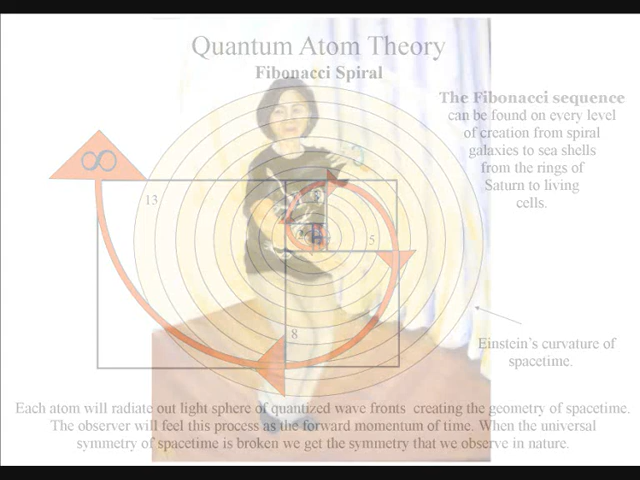 Quantum Atom Theory
Fibonacci Spiral
The Fibonacci sequence
can be found on every level
of creation from spiral
galaxies to sea shells
from the rings of
Saturn to living
cells.
∞
13
5
8
Einstein's curvature of
spacetime.
Each atom will radiate out light sphere of quantized wave fronts creating the geometry of spacetime.
The observer will feel this process as the forward momentum of time. When the universal
symmetry of spacetime is broken we get the symmetry that we observe in nature.